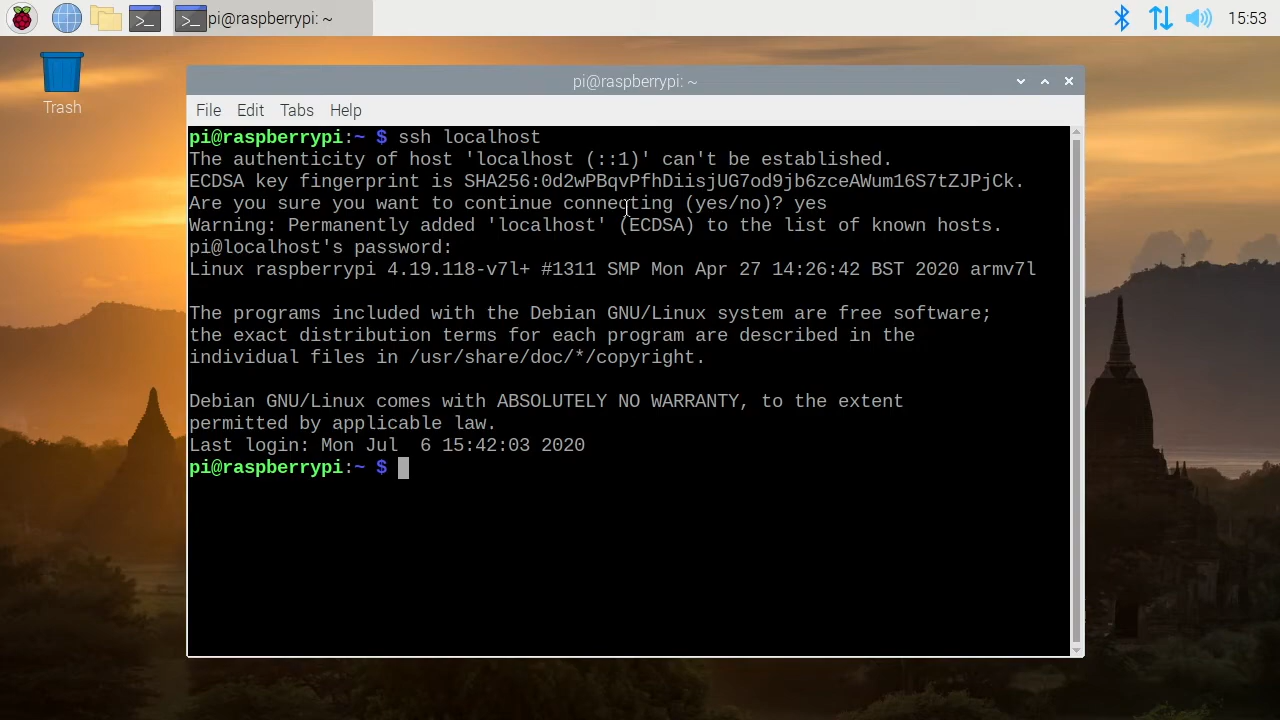 pi@raspberrypi: ~
15:53
Trash
pi@raspberrypi: ~
File Edit Tabs Help
pi@raspberrypi:~ $ ssh localhost
The authenticity of host 'localhost (::1)' can't be established.
ECDSA key fingerprint is SHA256:0d2wPBqvPfhDiisjUG7od9jb6zceAWum16S7tZJPjCk.
Are you sure you want to continue connecting (yes/no)? yes
Warning: Permanently added 'localhost' (ECDSA) to the list of known hosts.
pi@localhost's password:
Linux raspberrypi 4.19.118-v7l+ #1311 SMP Mon Apr 27 14:26:42 BST 2020 armv7l
The programs included with the Debian GNU/Linux system are free software;
the exact distribution terms for each program are described in the
individual files in /usr/share/doc/*/copyright.
Debian GNU/Linux comes with ABSOLUTELY NO WARRANTY, to the extent
permitted by applicable law.
Last login: Mon Jul  6 15:42:03 2020
pi@raspberrypi:~ $